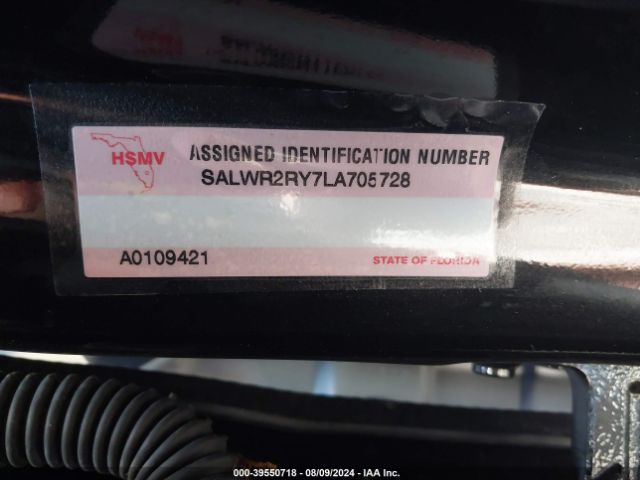 HSMV
ASSIGNED IDENTIFICATION NUMBER
SALWR2RY7LA705728
A0109421
STATE OF FLORIDA
000-39550718 - 08/09/2024 - IAA Inc.